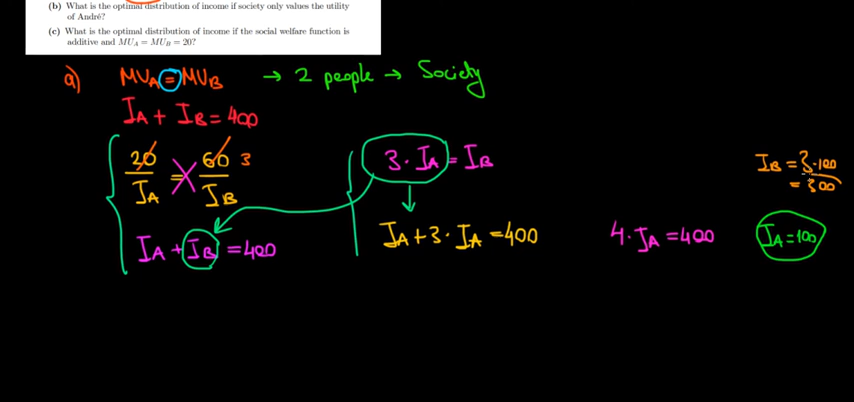 (b) What is the optimal distribution of income if society only values the utility
of André?
(c) What is the optimal distribution of income if the social welfare function is
additive and MU_A = MU_B = 20?
a) MU_A = MU_B → 2 people → Society
I_A + I_B = 400
20/I_A = 60/I_B 3
3 · I_A = I_B
I_B = 3·100
= 300
I_A + I_B = 400
I_A + 3 · I_A = 400
4 · I_A = 400
I_A = 100